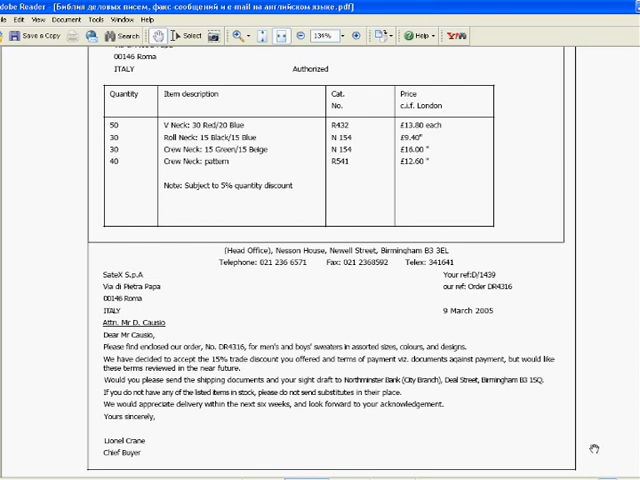 dobe Reader - [Библия деловых писем, факс-сообщений и e-mail на английском языке.pdf]
Edit View Document Tools Window Help
Save a Copy Search Select 139% Help Y!
00146 Roma
ITALY Authorized
Quantity Item description Cat. Price
No. c.i.f. London
50 V Neck: 30 Red/20 Blue R432 £13.80 each
30 Roll Neck: 15 Black/15 Blue N 154 £9.40"
30 Crew Neck: 15 Green/15 Beige N 154 £16.00 "
40 Crew Neck: pattern R541 £12.60 "
Note: Subject to 5% quantity discount
(Head Office), Nesson House, Newell Street, Birmingham B3 3EL
Telephone: 021 236 6571 Fax: 021 2368592 Telex: 341641
SateX S.p.A Your ref:D/1439
Via di Pietra Papa our ref: Order DR4316
00146 Roma
ITALY 9 March 2005
Attn. Mr D. Causio
Dear Mr Causio,
Please find enclosed our order, No. DR4316, for men's and boys' sweaters in assorted sizes, colours, and designs.
We have decided to accept the 15% trade discount you offered and terms of payment viz. documents against payment, but would like
these terms reviewed in the near future.
Would you please send the shipping documents and your sight draft to Northminster Bank (City Branch), Deal Street, Birmingham B3 1SQ.
If you do not have any of the listed items in stock, please do not send substitutes in their place.
We would appreciate delivery within the next six weeks, and look forward to your acknowledgement.
Yours sincerely,
Lionel Crane
Chief Buyer